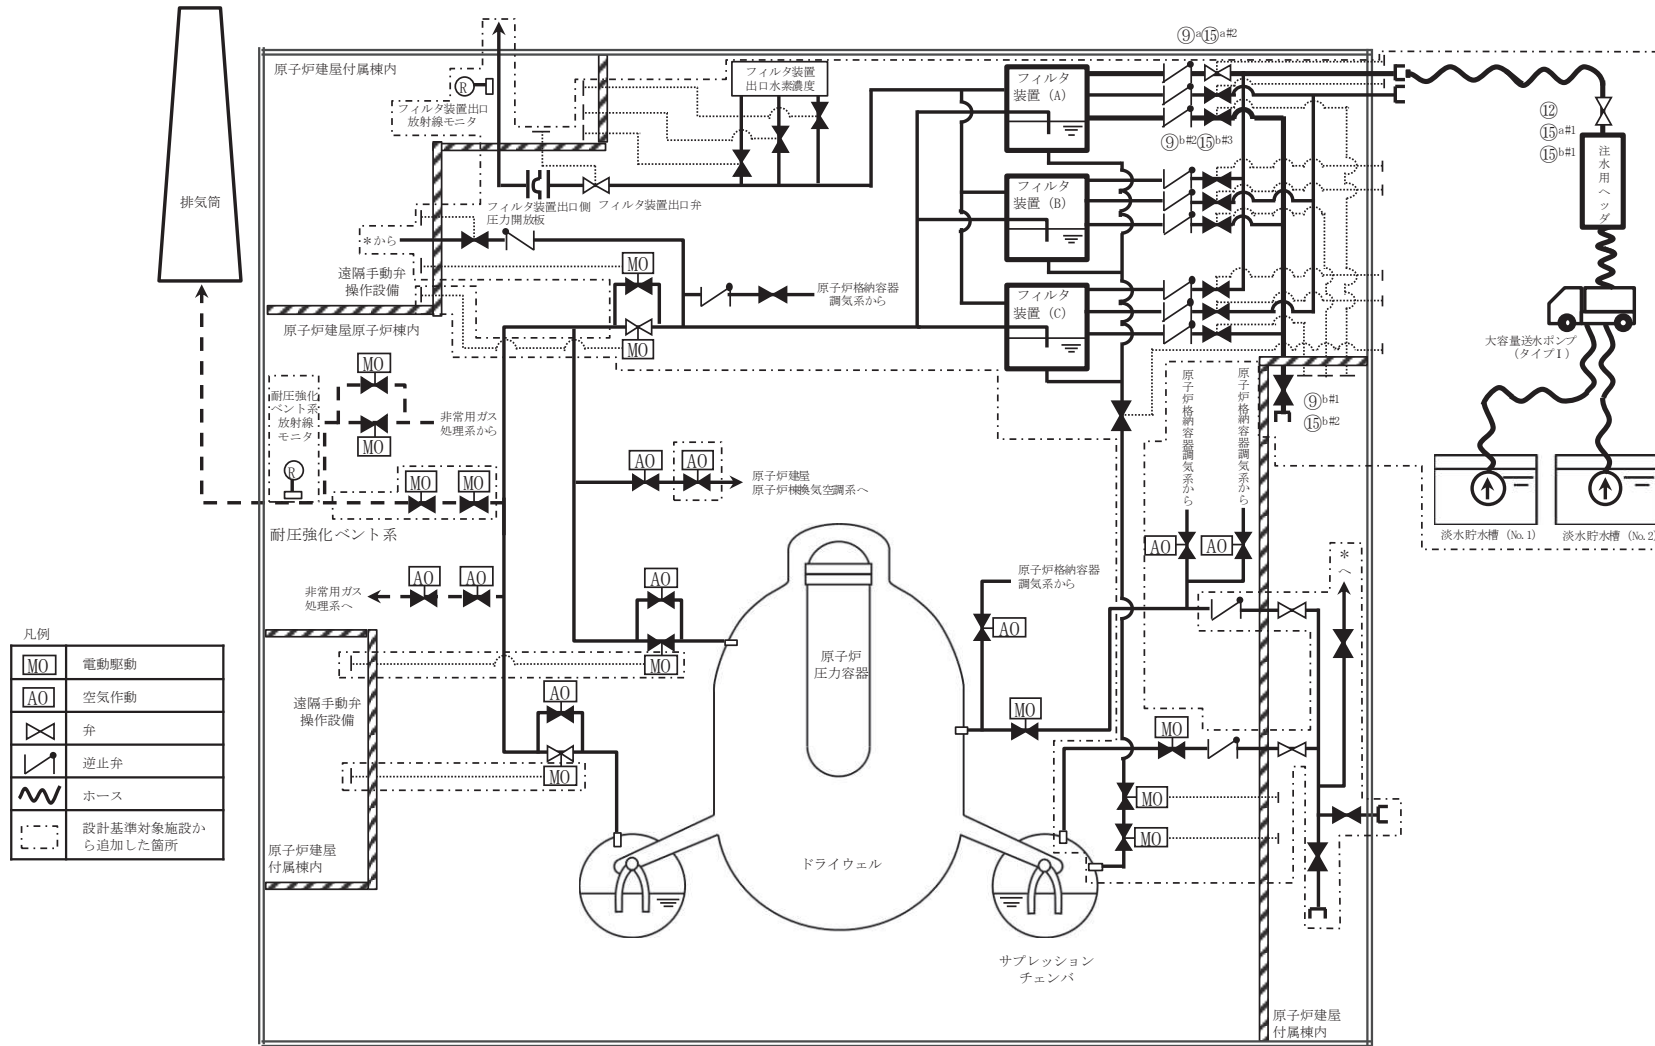 原子炉建屋付属棟内
R
フィルタ装置出口
放射線モニタ
フィルタ装置
出口水素濃度
⑨a⑮a#2
フィルタ
装置（A）
⑨b#2⑮b#3
⑫
⑮a#1
⑮b#1
注水用ヘッダ
排気筒
フィルタ装置出口側
圧力開放板
フィルタ装置出口弁
フィルタ
装置（B）
＊から
遠隔手動弁
操作設備
MO
原子炉格納容器
調気系から
フィルタ
装置（C）
MO
原子炉建屋原子炉棟内
大容量送水ポンプ
（タイプⅠ）
MO
耐圧強化
ベント系
放射線
モニタ
R
MO
非常用ガス
処理系から
原子炉格納容器調気系から
原子炉格納容器調気系から
⑨b#1
⑮b#2
AO
AO
原子炉建屋
原子炉棟換気空調系へ
MO
MO
耐圧強化ベント系
淡水貯水槽（No.1）
淡水貯水槽（No.2）
AO
AO
＊へ
AO
AO
非常用ガス
処理系へ
AO
原子炉格納容器
調気系から
AO
凡例
MO
電動駆動
AO
空気作動
弁
逆止弁
ホース
設計基準対象施設か
ら追加した箇所
MO
原子炉
圧力容器
遠隔手動弁
操作設備
AO
MO
MO
MO
MO
MO
原子炉建屋
付属棟内
ドライウェル
サプレッション
チェンバ
原子炉建屋
付属棟内